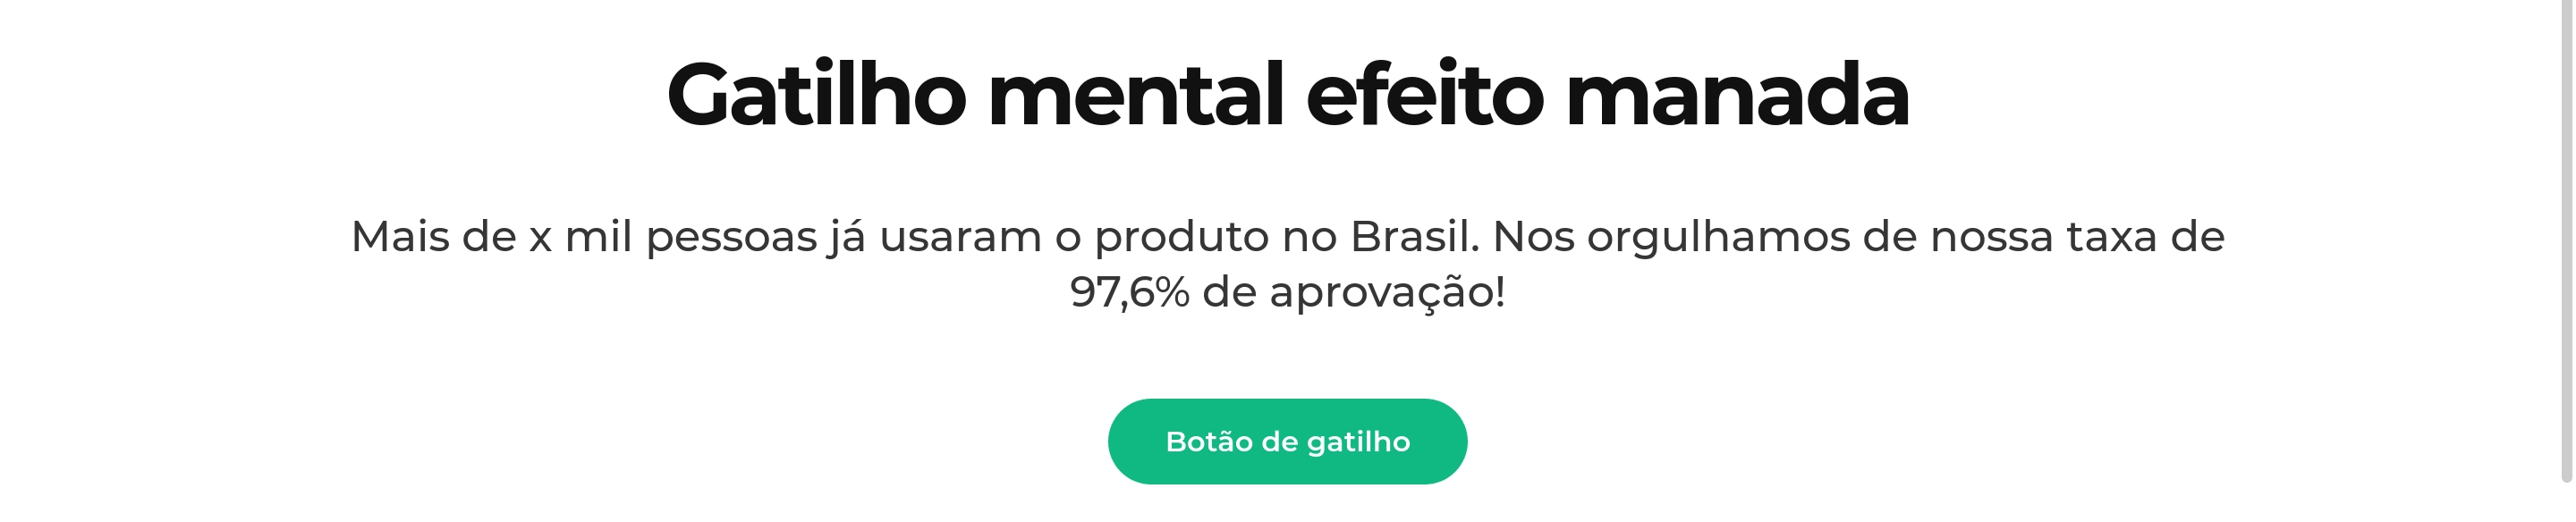 Gatilho mental efeito manada
Mais de x mil pessoas já usaram o produto no Brasil. Nos orgulhamos de nossa taxa de
97,6% de aprovação!
Botão de gatilho